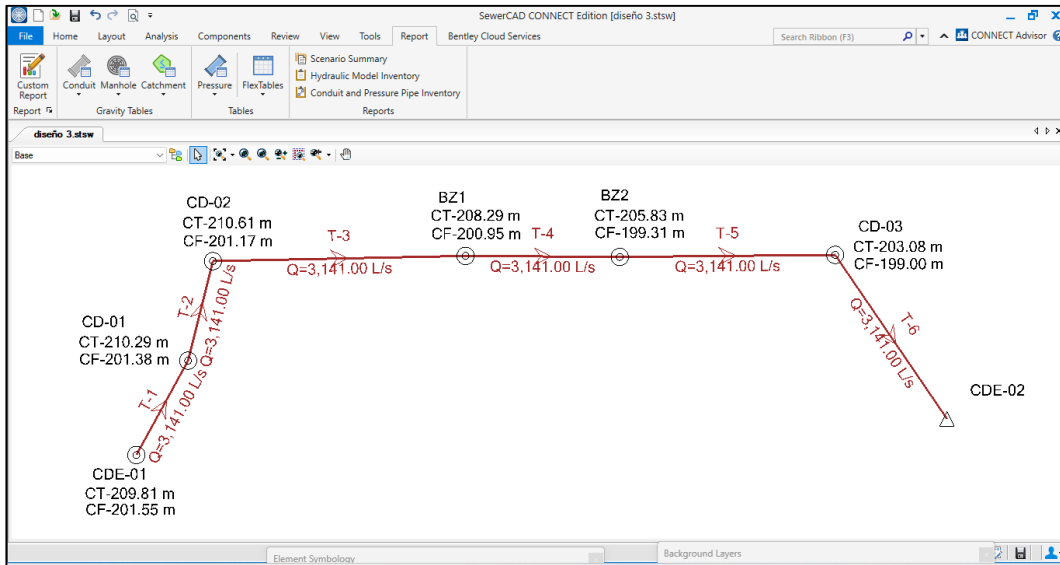 SewerCAD CONNECT Edition [diseño 3.stsw]
File Home Layout Analysis Components Review View Tools Report Bentley Cloud Services
Search Ribbon (F3)
CONNECT Advisor
Custom Report
Conduit Manhole Catchment
Pressure FlexTables
Scenario Summary
Hydraulic Model Inventory
Conduit and Pressure Pipe Inventory
Report Gravity Tables Tables Reports
diseño 3.stsw
Base
CD-02
CT-210.61 m
CF-201.17 m
T-3
Q=3,141.00 L/s
BZ1
CT-208.29 m
CF-200.95 m
T-4
Q=3,141.00 L/s
BZ2
CT-205.83 m
CF-199.31 m
T-5
Q=3,141.00 L/s
CD-03
CT-203.08 m
CF-199.00 m
T-2
Q=3,141.00 L/s
CD-01
CT-210.29 m
CF-201.38 m
T-6
Q=3,141.00 L/s
CDE-02
T-1
Q=3,141.00 L/s
CDE-01
CT-209.81 m
CF-201.55 m
Element Symbology
Background Layers